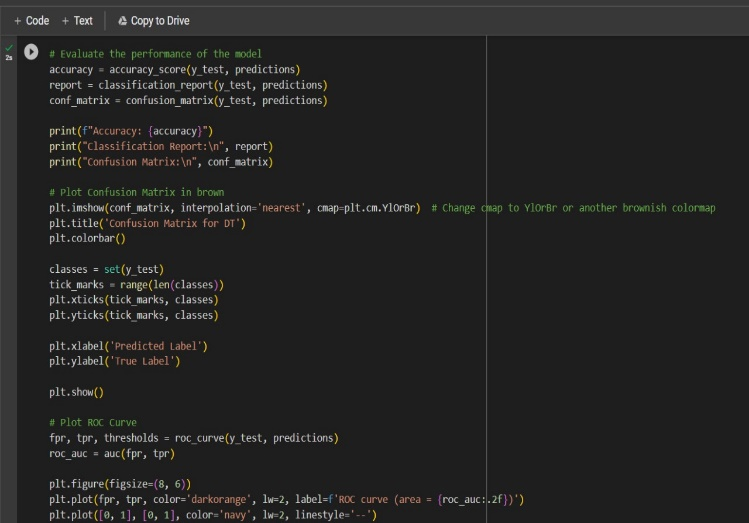 + Code + Text Copy to Drive
2s
# Evaluate the performance of the model
accuracy = accuracy_score(y_test, predictions)
report = classification_report(y_test, predictions)
conf_matrix = confusion_matrix(y_test, predictions)
print(f"Accuracy: {accuracy}")
print("Classification Report:\n", report)
print("Confusion Matrix:\n", conf_matrix)
# Plot Confusion Matrix in brown
plt.imshow(conf_matrix, interpolation='nearest', cmap=plt.cm.YlOrBr) # Change cmap to YlOrBr or another brownish colormap
plt.title('Confusion Matrix for DT')
plt.colorbar()
classes = set(y_test)
tick_marks = range(len(classes))
plt.xticks(tick_marks, classes)
plt.yticks(tick_marks, classes)
plt.xlabel('Predicted Label')
plt.ylabel('True Label')
plt.show()
# Plot ROC Curve
fpr, tpr, thresholds = roc_curve(y_test, predictions)
roc_auc = auc(fpr, tpr)
plt.figure(figsize=(8, 6))
plt.plot(fpr, tpr, color='darkorange', lw=2, label=f'ROC curve (area = {roc_auc:.2f})')
plt.plot([0, 1], [0, 1], color='navy', lw=2, linestyle='--')